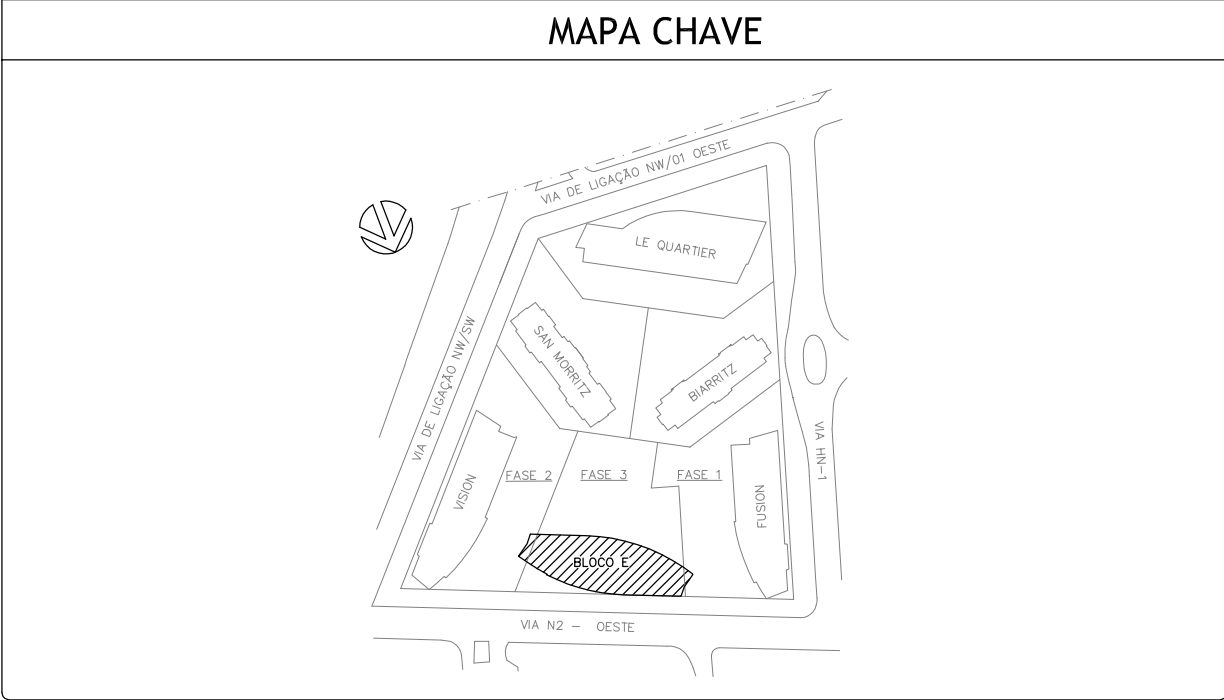 MAPA CHAVE
VIA DE LIGAÇÃO NW/01 OESTE
LE QUARTIER
VIA DE LIGAÇÃO NW/SW
SAN MORRITZ
BIARRITZ
VIA HN-1
FASE 2
FASE 3
FASE 1
VISION
FUSION
BLOCO E
VIA N2 - OESTE